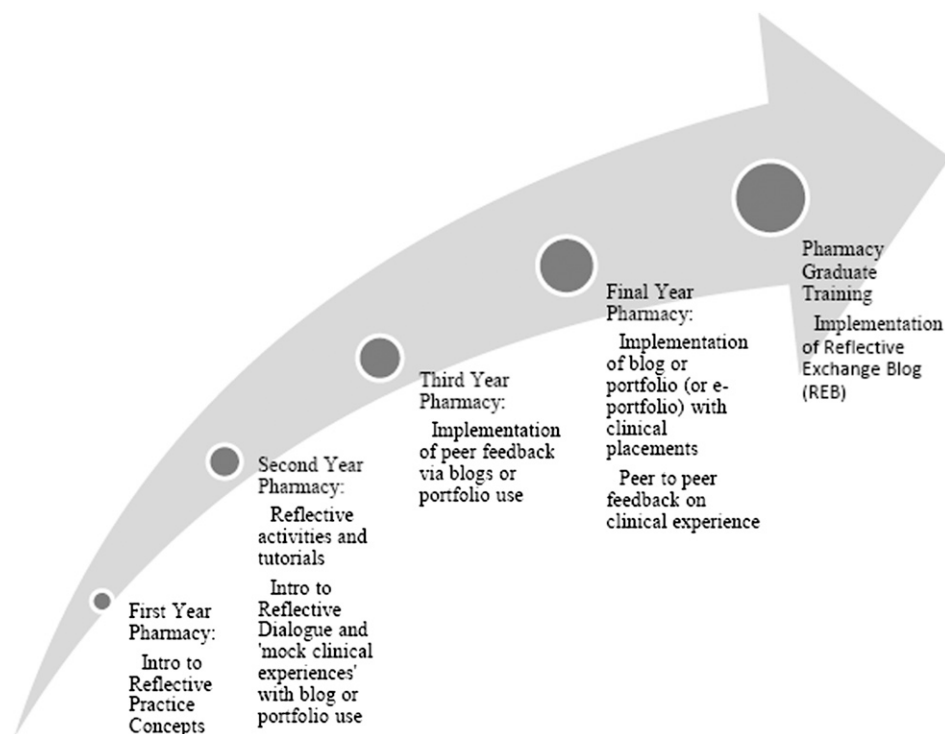 First Year
Pharmacy:
Intro to
Reflective
Practice
Concepts
Second Year
Pharmacy:
Reflective
activities and
tutorials
Intro to
Reflective
Dialogue and
'mock clinical
experiences'
with blog or
portfolio use
Third Year
Pharmacy:
Implementation
of peer feedback
via blogs or
portfolio use
Final Year
Pharmacy:
Implementation
of blog or
portfolio (or e-
portfolio) with
clinical
placements
Peer to peer
feedback on
clinical experience
Pharmacy
Graduate
Training
Implementation
of Reflective
Exchange Blog
(REB)